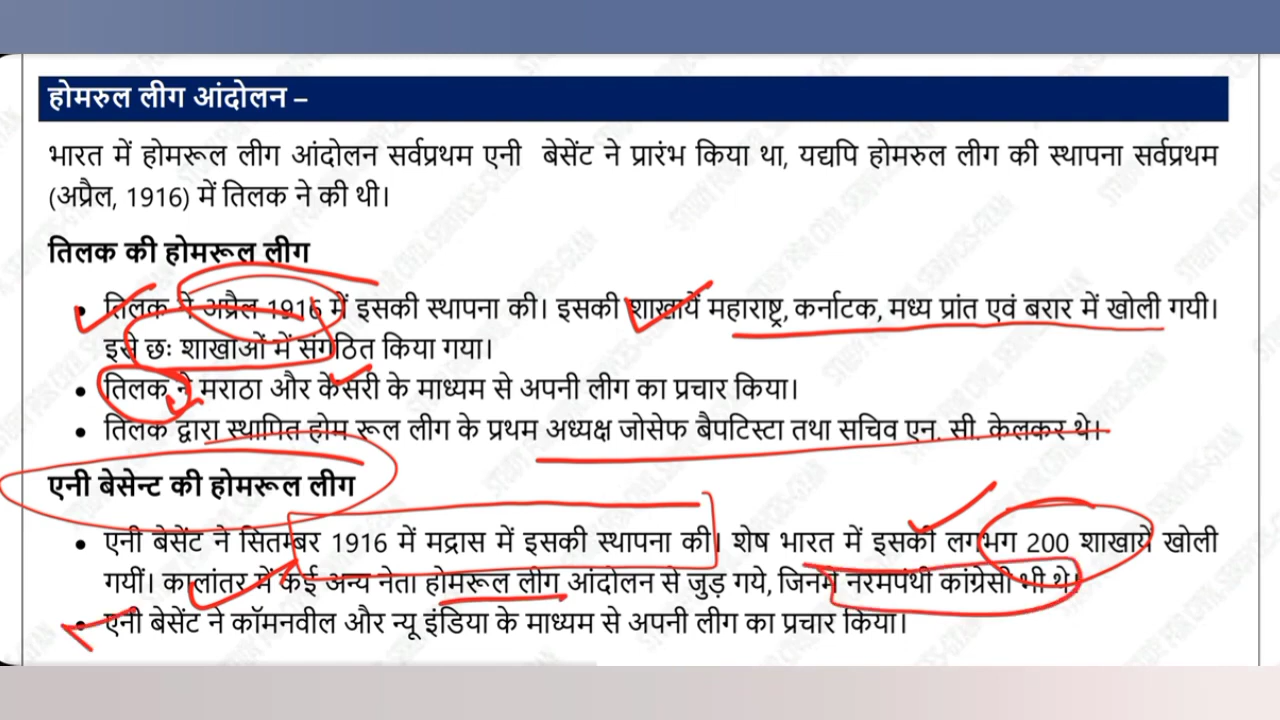 होमरुल लीग आंदोलन –
भारत में होमरूल लीग आंदोलन सर्वप्रथम एनी बेसेंट ने प्रारंभ किया था, यद्यपि होमरुल लीग की स्थापना सर्वप्रथम
(अप्रैल, 1916) में तिलक ने की थी।
तिलक की होमरूल लीग
• तिलक ने अप्रैल 1916 में इसकी स्थापना की। इसकी शाखायें महाराष्ट्र, कर्नाटक, मध्य प्रांत एवं बरार में खोली गयी।
इसे छः शाखाओं में संगठित किया गया।
• तिलक ने मराठा और केसरी के माध्यम से अपनी लीग का प्रचार किया।
• तिलक द्वारा स्थापित होम रूल लीग के प्रथम अध्यक्ष जोसेफ बैपटिस्टा तथा सचिव एन. सी. केलकर थे।
एनी बेसेन्ट की होमरूल लीग
• एनी बेसेंट ने सितम्बर 1916 में मद्रास में इसकी स्थापना की। शेष भारत में इसकी लगभग 200 शाखायें खोली
गयीं। कालांतर में कई अन्य नेता होमरूल लीग आंदोलन से जुड़ गये, जिनमें नरमपंथी कांग्रेसी भी थे।
• एनी बेसेंट ने कॉमनवील और न्यू इंडिया के माध्यम से अपनी लीग का प्रचार किया।